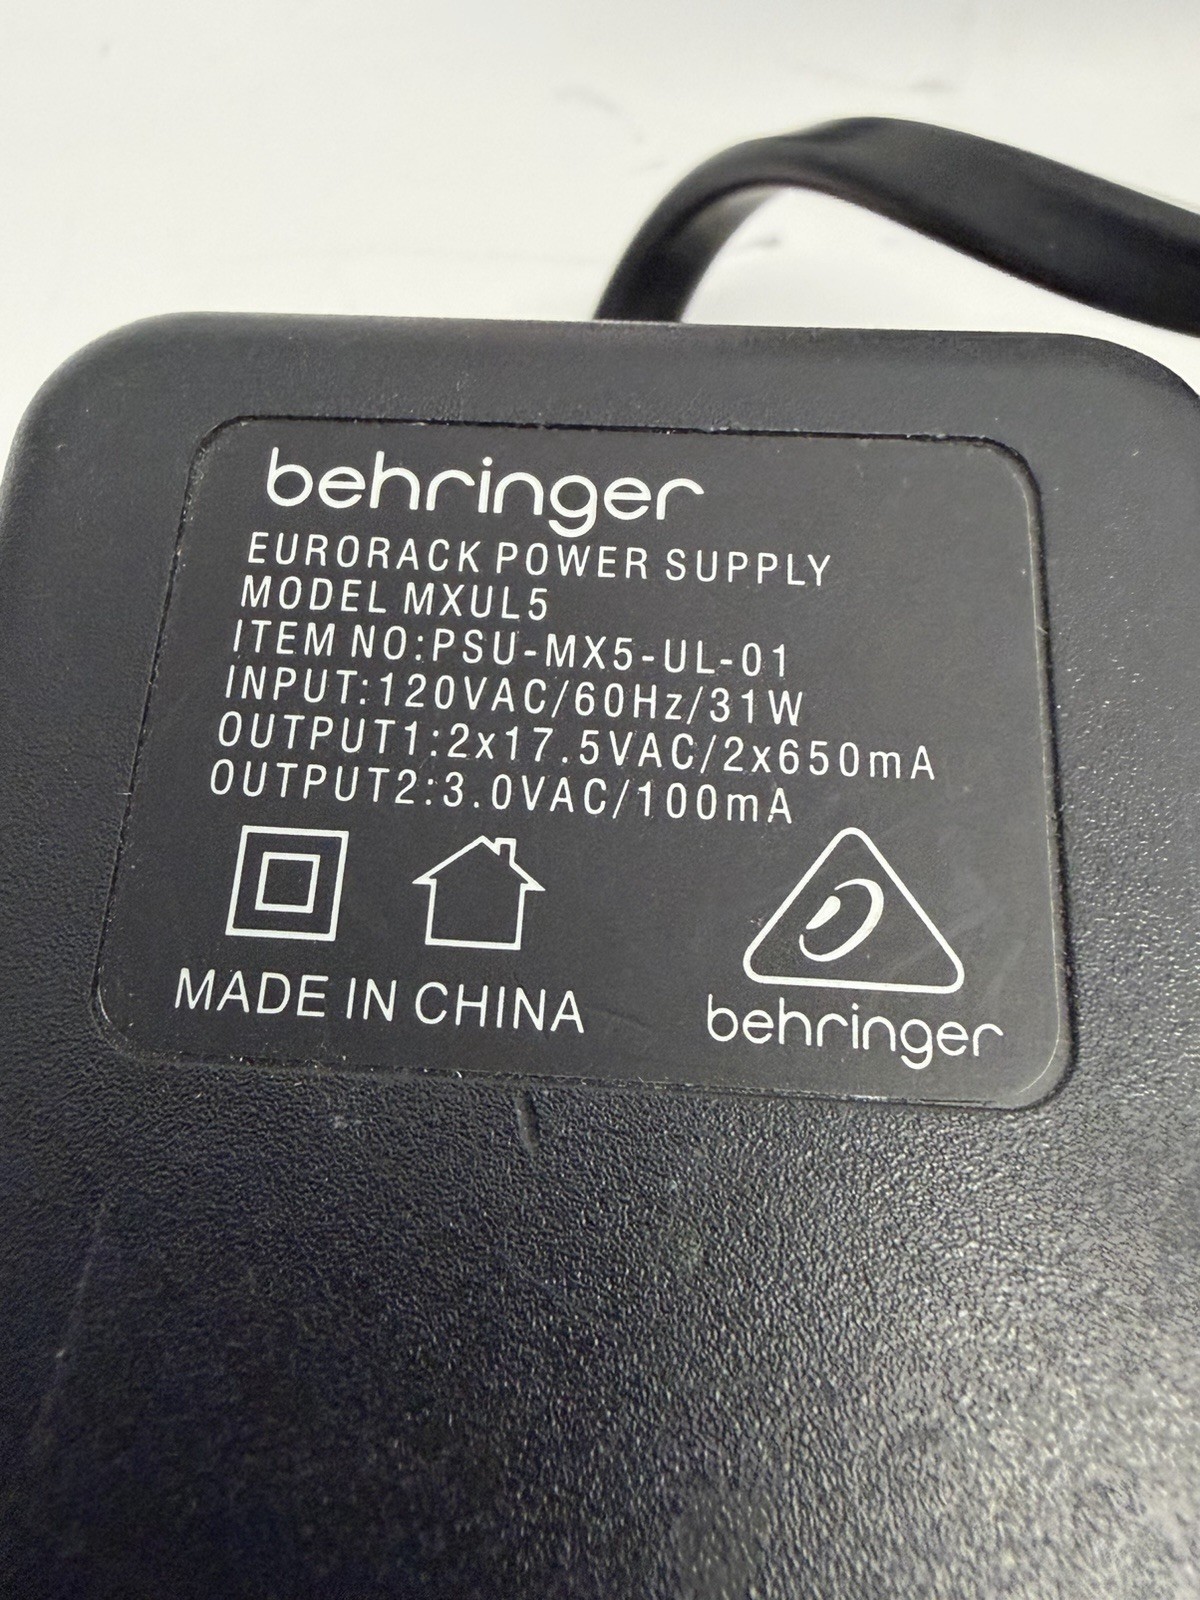 behringer
EURORACK POWER SUPPLY
MODEL MXUL5
ITEM NO:PSU-MX5-UL-01
INPUT:120VAC/60Hz/31W
OUTPUT1:2x17.5VAC/2x650mA
OUTPUT2:3.0VAC/100mA
MADE IN CHINA
behringer